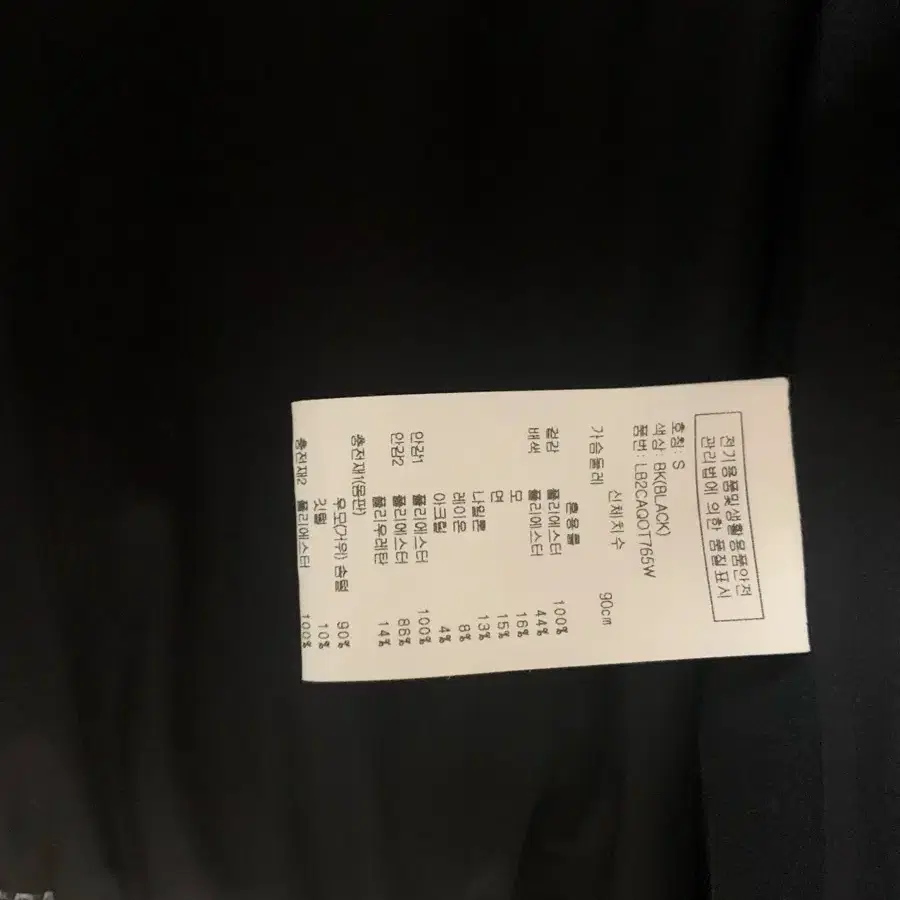 전기용품및생활용품안전
관리법에 의한 품질표시
호칭: S
색상: BK(BLACK)
품번: LB2CAQOT765W
신체치수
가슴둘레 90cm
혼용률
겉감 폴리에스터 100%
배색 폴리에스터 44%
모 16%
면 15%
나일론 13%
레이온 8%
아크릴 4%
안감1 폴리에스터 100%
안감2 폴리에스터 86%
폴리우레탄 14%
충전재1(몸판)
우모(거위) 솜털 90%
깃털 10%
충전재2 폴리에스터 100%